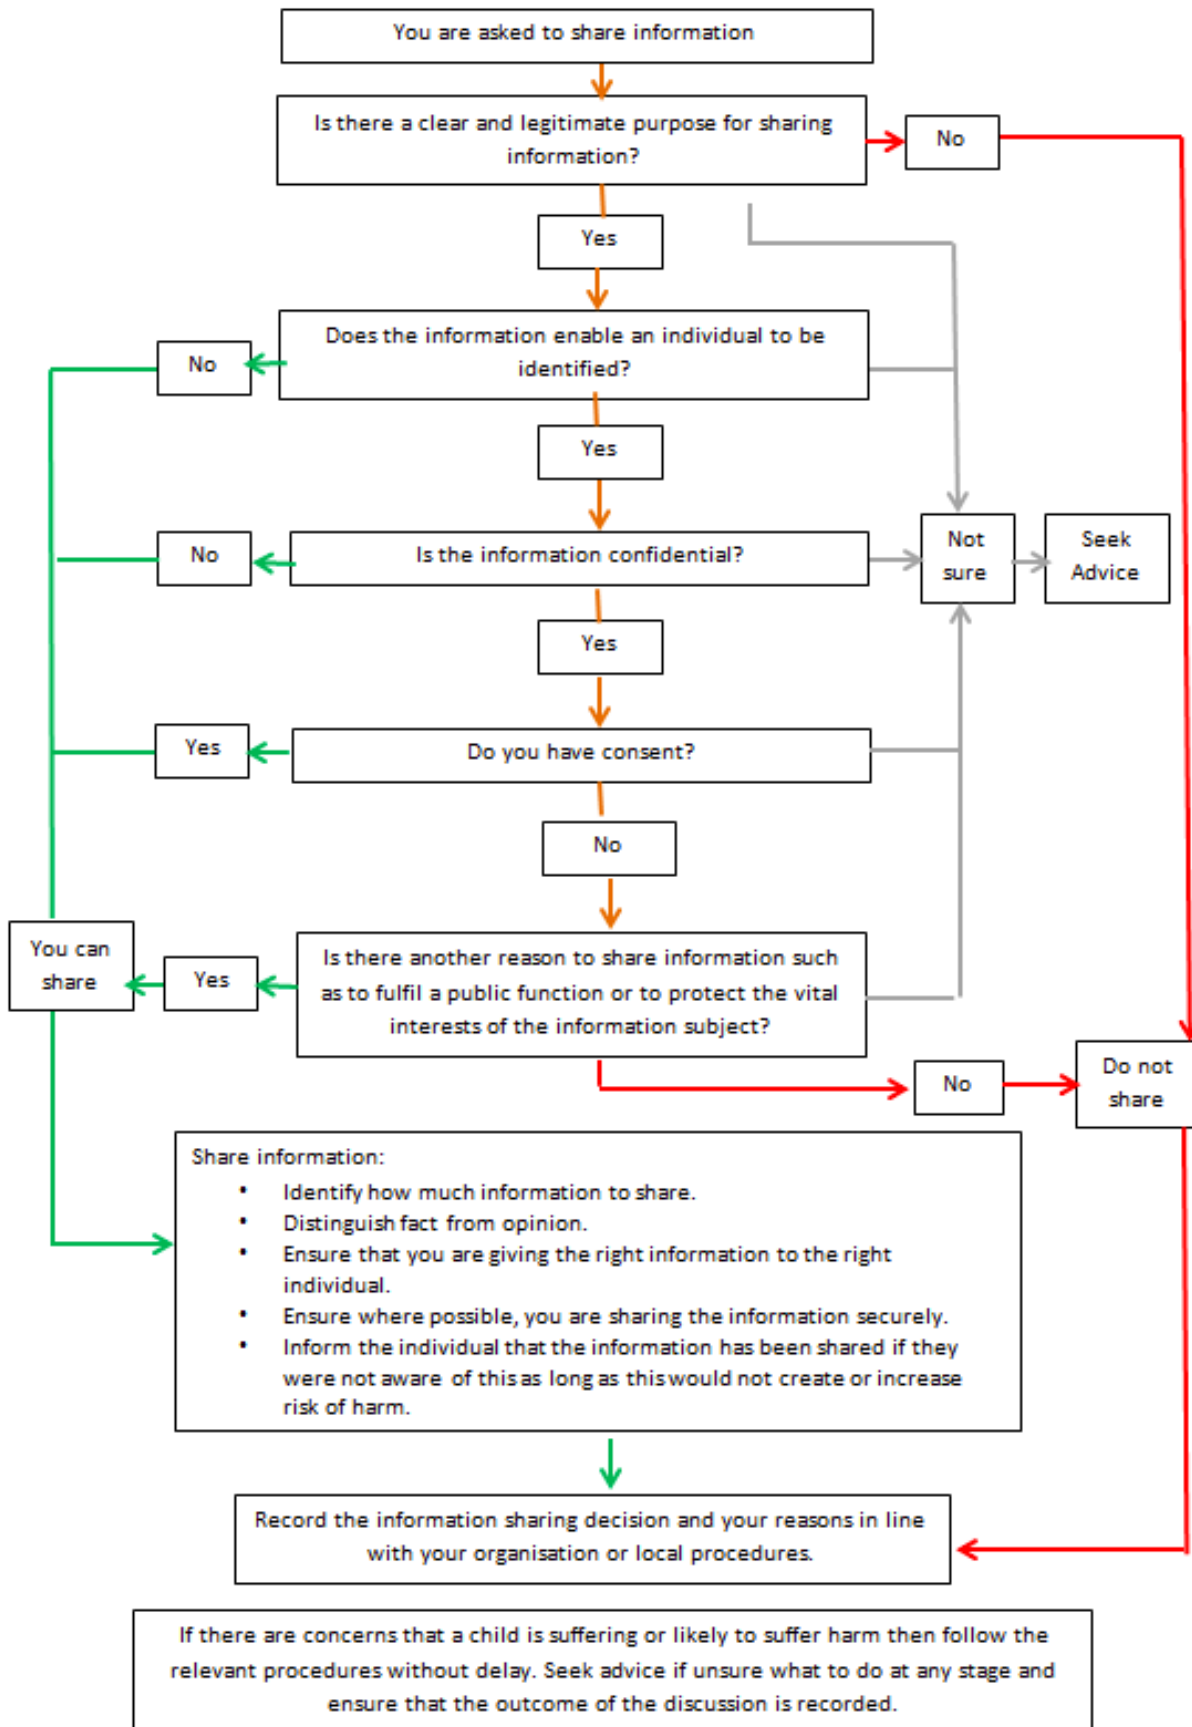 You are asked to share information
Is there a clear and legitimate purpose for sharing
information?
No
Yes
Does the information enable an individual to be
identified?
No
Yes
Is the information confidential?
No
Not
sure
Seek
Advice
Yes
Do you have consent?
Yes
No
Is there another reason to share information such
as to fulfil a public function or to protect the vital
interests of the information subject?
Yes
You can
share
No
Do not
share
Share information:
• Identify how much information to share.
• Distinguish fact from opinion.
• Ensure that you are giving the right information to the right
individual.
• Ensure where possible, you are sharing the information securely.
• Inform the individual that the information has been shared if they
were not aware of this as long as this would not create or increase
risk of harm.
Record the information sharing decision and your reasons in line
with your organisation or local procedures.
If there are concerns that a child is suffering or likely to suffer harm then follow the
relevant procedures without delay. Seek advice if unsure what to do at any stage and
ensure that the outcome of the discussion is recorded.